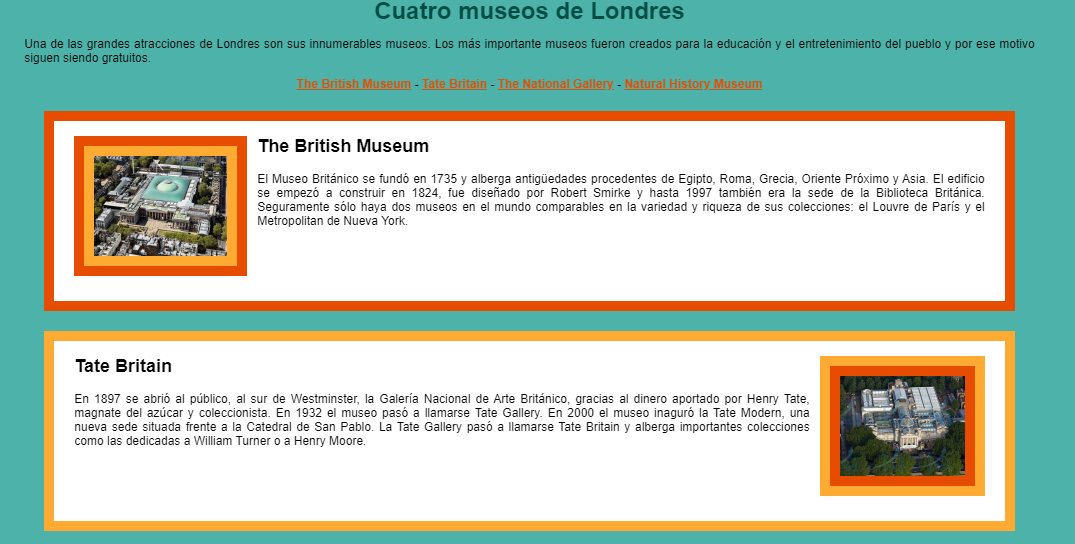 Cuatro museos de Londres
Una de las grandes atracciones de Londres son sus innumerables museos. Los más importante museos fueron creados para la educación y el entretenimiento del pueblo y por ese motivo
siguen siendo gratuitos.
The British Museum - Tate Britain - The National Gallery - Natural History Museum
The British Museum
El Museo Británico se fundó en 1735 y alberga antigüedades procedentes de Egipto, Roma, Grecia, Oriente Próximo y Asia. El edificio
se empezó a construir en 1824, fue diseñado por Robert Smirke y hasta 1997 también era la sede de la Biblioteca Británica.
Seguramente sólo haya dos museos en el mundo comparables en la variedad y riqueza de sus colecciones: el Louvre de París y el
Metropolitan de Nueva York.
Tate Britain
En 1897 se abrió al público, al sur de Westminster, la Galería Nacional de Arte Británico, gracias al dinero aportado por Henry Tate,
magnate del azúcar y coleccionista. En 1932 el museo pasó a llamarse Tate Gallery. En 2000 el museo inaguró la Tate Modern, una
nueva sede situada frente a la Catedral de San Pablo. La Tate Gallery pasó a llamarse Tate Britain y alberga importantes colecciones
como las dedicadas a William Turner o a Henry Moore.